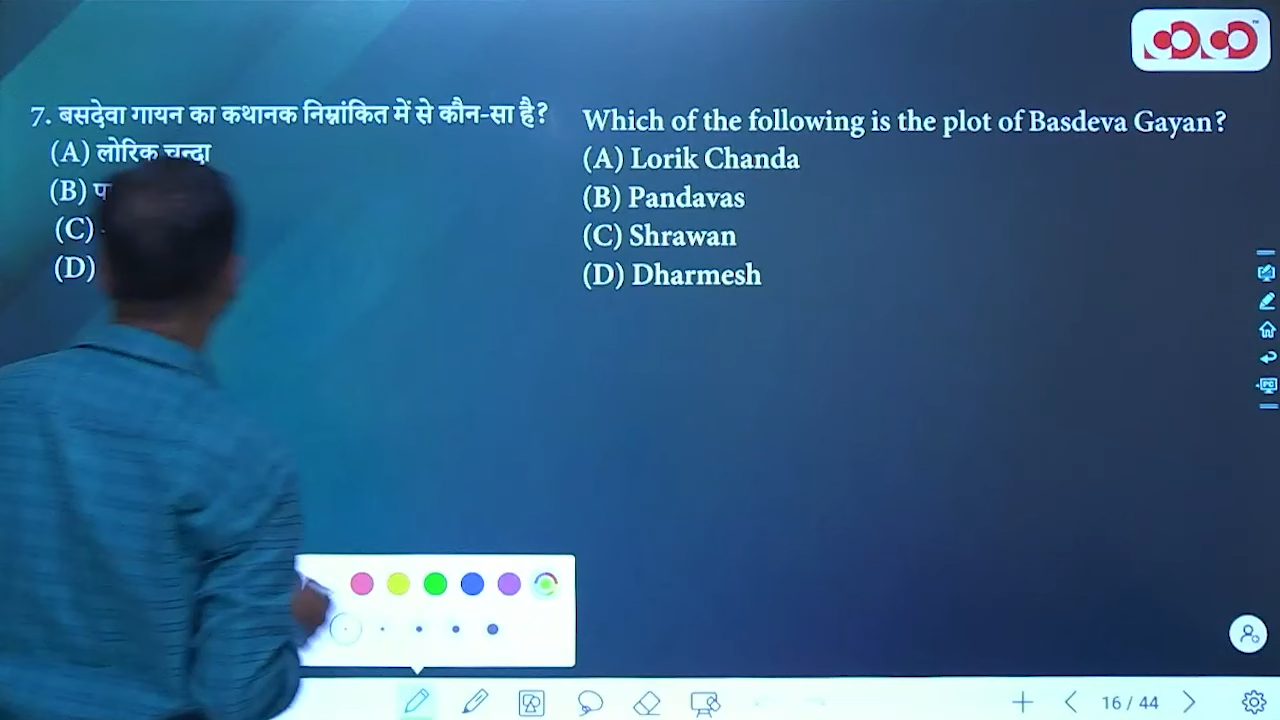 7. बसदेवा गायन का कथानक निम्नांकित में से कौन-सा है?
(A) लोरिक चन्दा
(B)
(C)
(D)
Which of the following is the plot of Basdeva Gayan?
(A) Lorik Chanda
(B) Pandavas
(C) Shrawan
(D) Dharmesh
PC
16 / 44